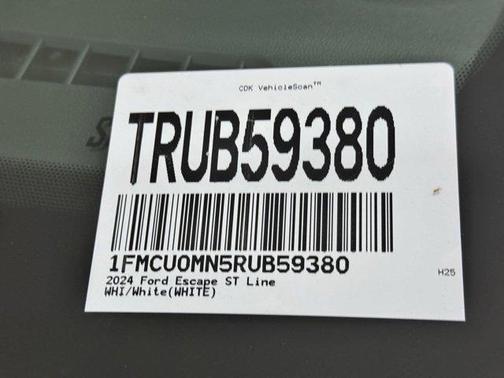 CDK VehicleScan™
TRUB59380
1FMCU0MN5RUB59380
2024 Ford Escape ST Line
WHI/White(WHITE)
H25